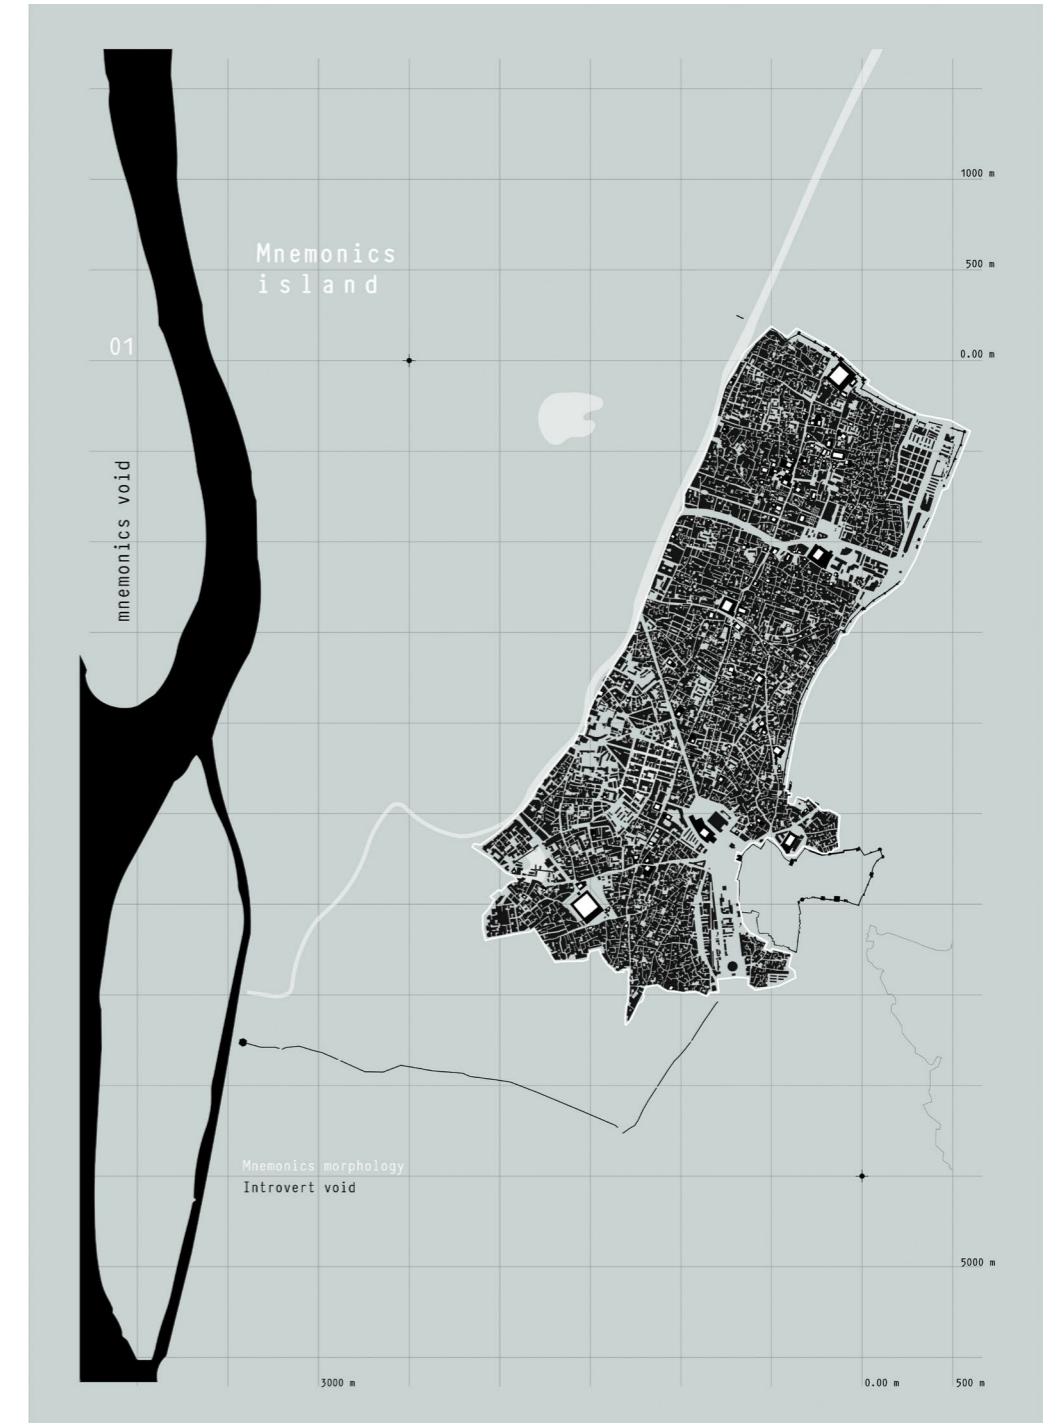 1000 m
Mnemonics
island
500 m
01
0.00 m
mnemonics void
Mnemonics morphology
Introvert void
5000 m
3000 m
0.00 m
500 m